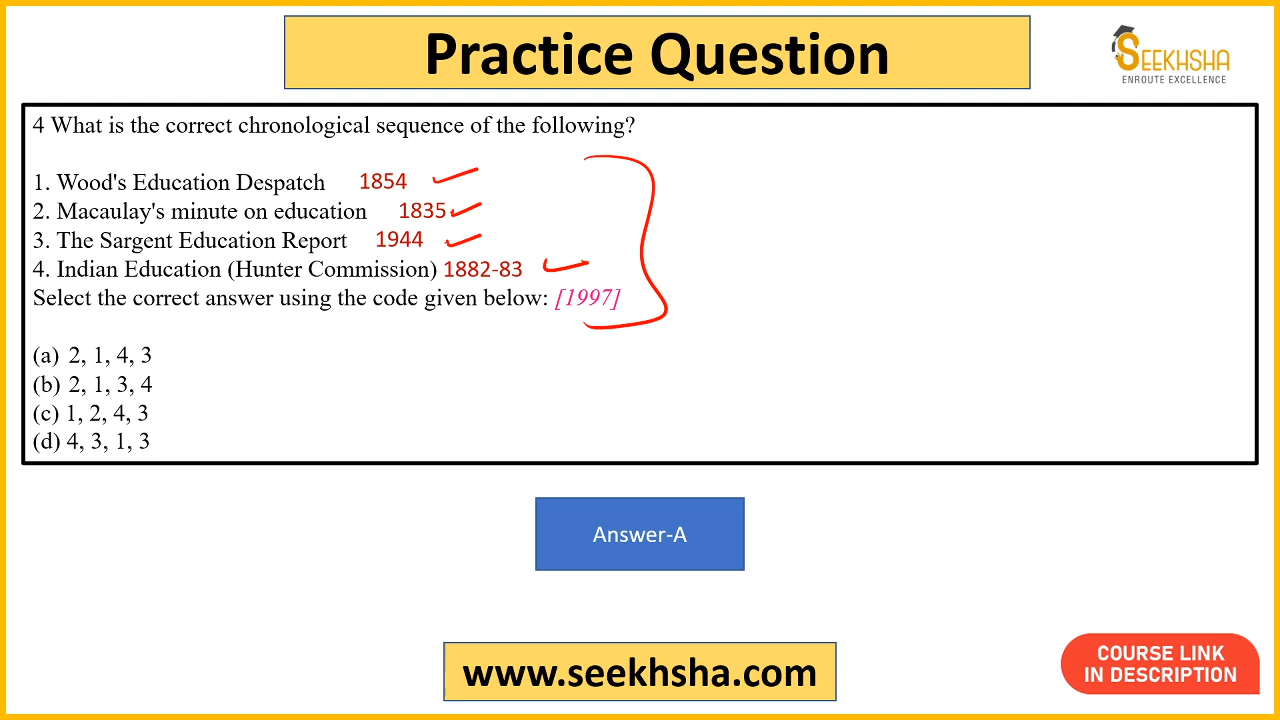 Practice Question
SEEKHSHA
ENROUTE EXCELLENCE
4 What is the correct chronological sequence of the following?
1. Wood's Education Despatch 1854
2. Macaulay's minute on education 1835
3. The Sargent Education Report 1944
4. Indian Education (Hunter Commission) 1882-83
Select the correct answer using the code given below: [1997]
(a) 2, 1, 4, 3
(b) 2, 1, 3, 4
(c) 1, 2, 4, 3
(d) 4, 3, 1, 3
Answer-A
www.seekhsha.com
COURSE LINK
IN DESCRIPTION